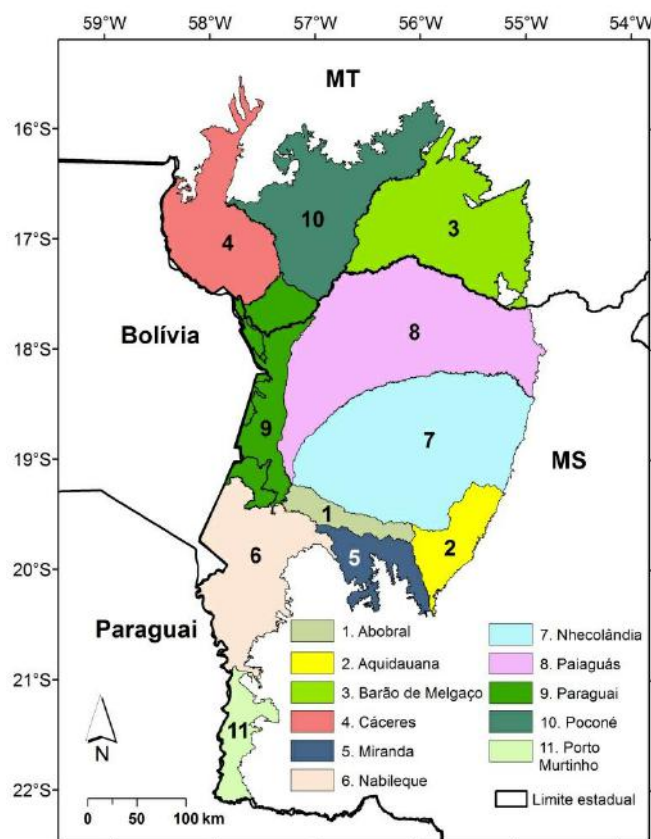 59°W 58°W 57°W 56°W 55°W 54°W
MT
16°S
10
3
4
17°S
Bolívia
18°S
8
9
7
19°S
MS
1
2
20°S
6
5
Paraguai
1. Abobral
7. Nhecolândia
2. Aquidauana
8. Paiaguás
21°S
3. Barão de Melgaço
9. Paraguai
4. Cáceres
10. Poconé
N
11
5. Miranda
11. Porto
Murtinho
6. Nabileque
22°S
0 50 100
km
Limite estadual